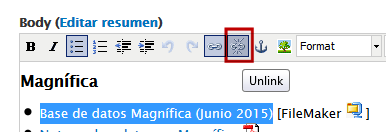 Body (Editar resumen)
B I Format
Magnífica Unlink
Base de datos Magnífica (Junio 2015) [FileMaker ]